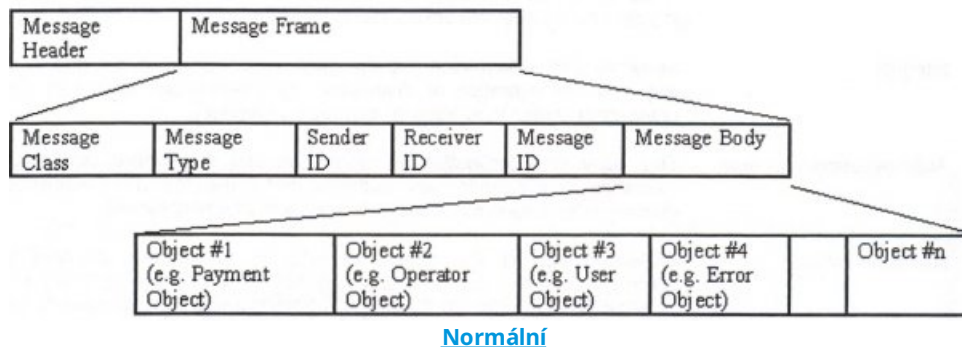 Message Header
Message Frame
Message Class
Message Type
Sender ID
Receiver ID
Message ID
Message Body
Object #1 (e.g. Payment Object)
Object #2 (e.g. Operator Object)
Object #3 (e.g. User Object)
Object #4 (e.g. Error Object)
Object #n
Normální